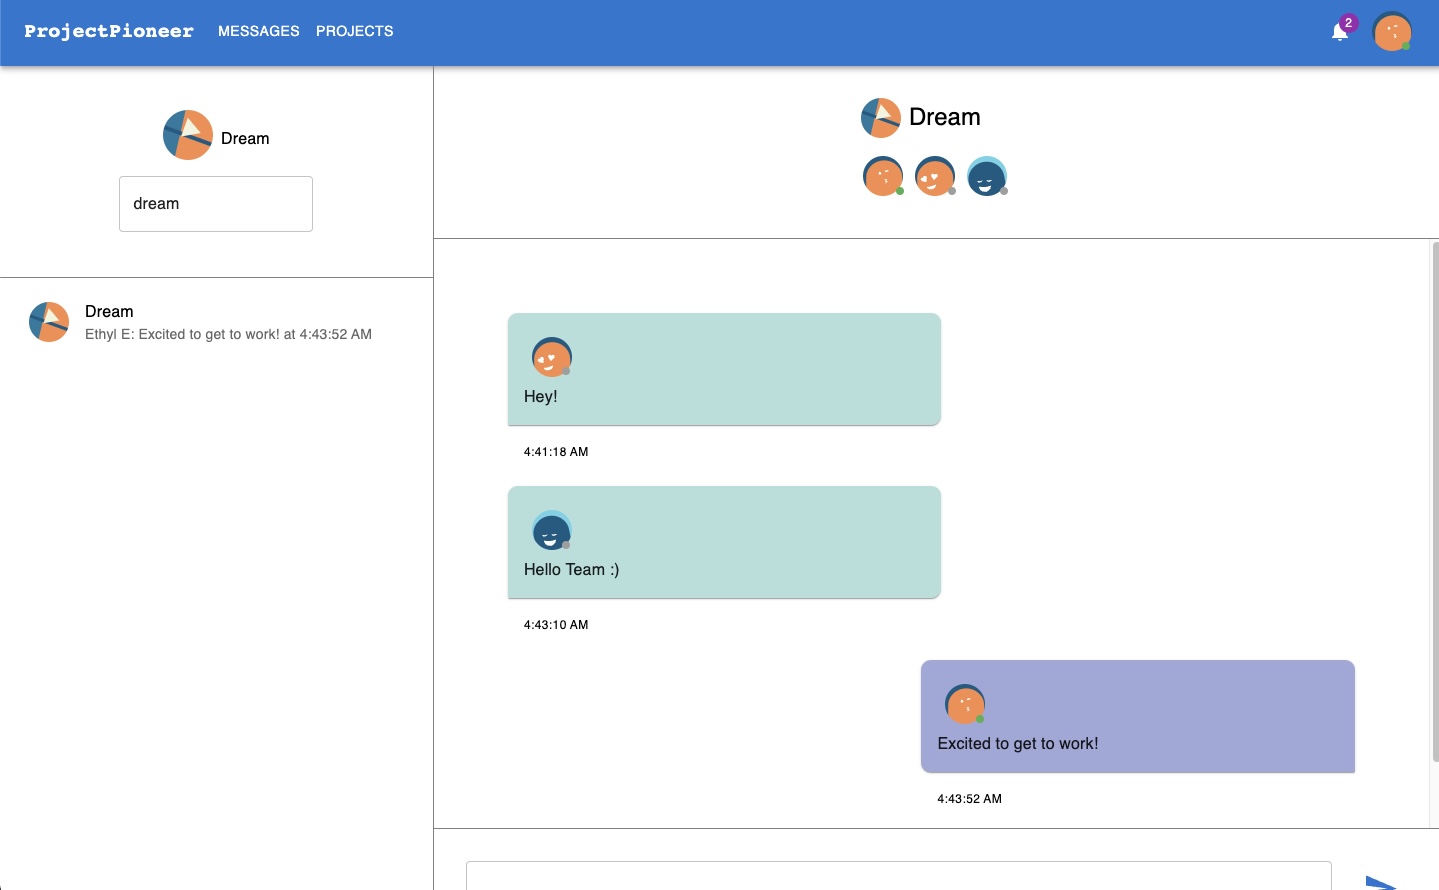 ProjectPioneer MESSAGES PROJECTS 2
Dream
dream
Dream
Ethyl E: Excited to get to work! at 4:43:52 AM
Dream
Hey!
4:41:18 AM
Hello Team :)
4:43:10 AM
Excited to get to work!
4:43:52 AM